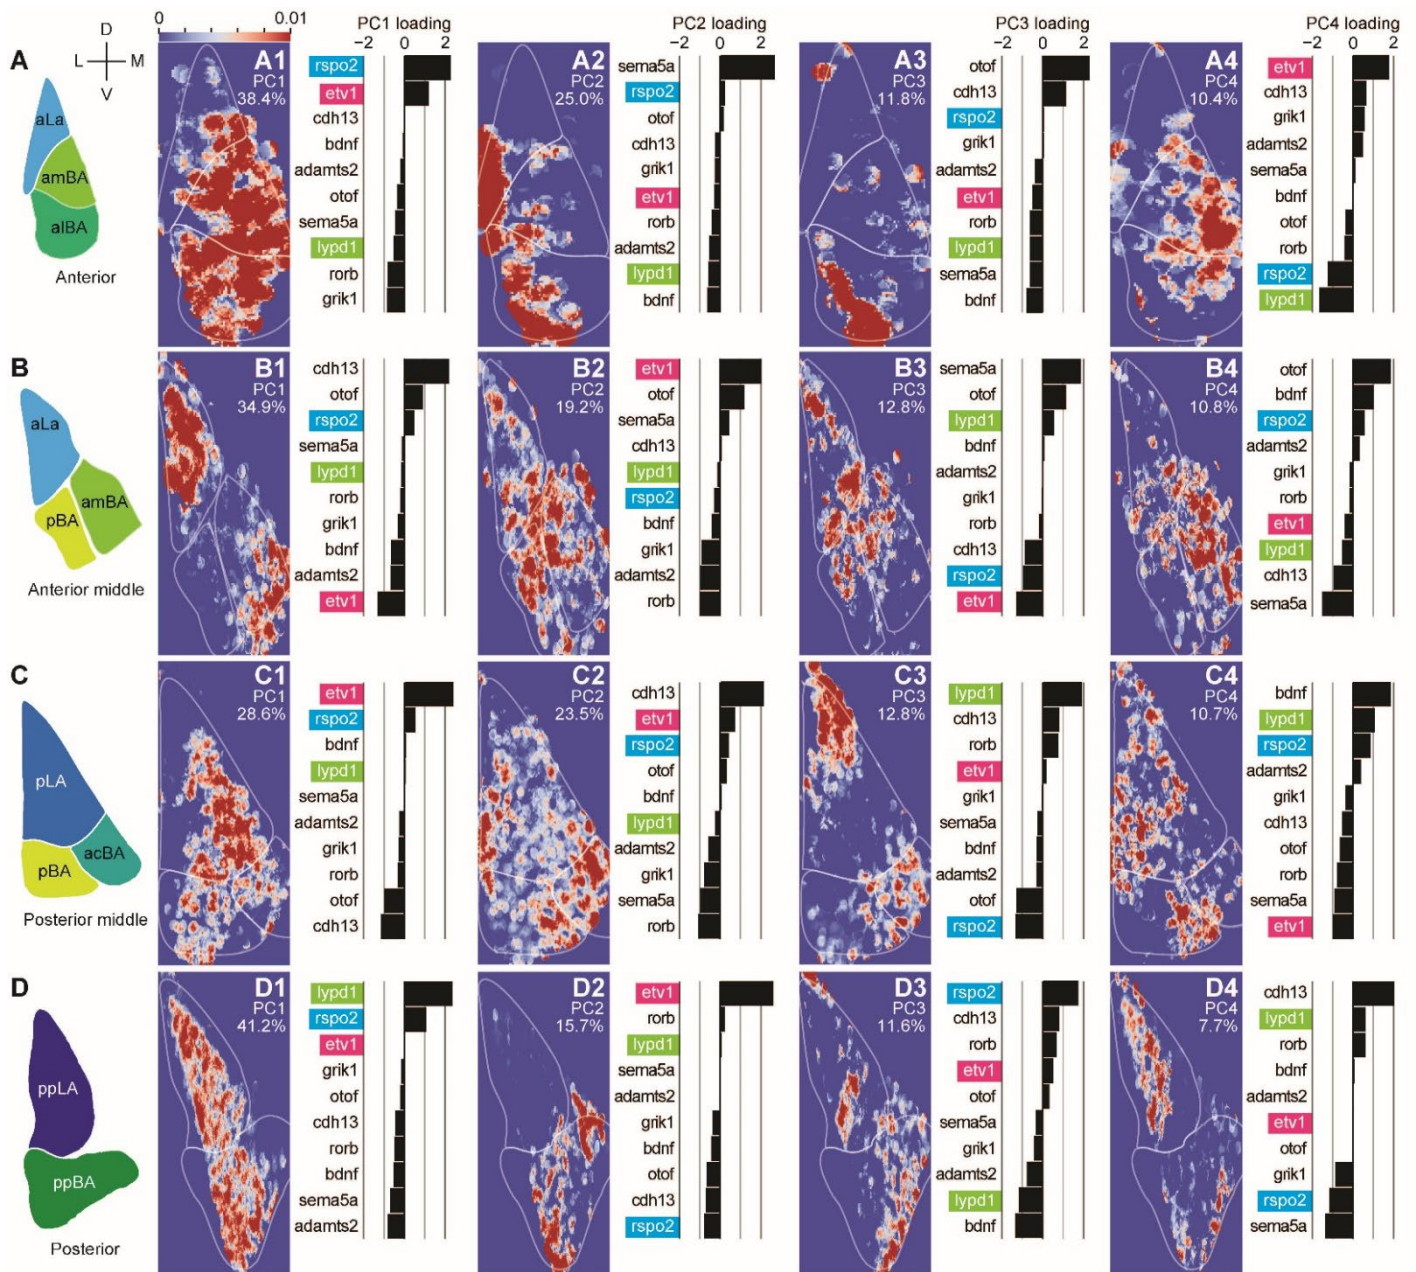 0 0.01
PC1 loading
−2 0 2
PC2 loading
−2 0 2
PC3 loading
−2 0 2
PC4 loading
−2 0 2
A
D
L M
V
aLa
amBA
alBA
Anterior
A1
PC1
38.4%
rspo2
etv1
cdh13
bdnf
adamts2
otof
sema5a
lypd1
rorb
grik1
A2
PC2
25.0%
sema5a
rspo2
otof
cdh13
grik1
etv1
rorb
adamts2
lypd1
bdnf
A3
PC3
11.8%
otof
cdh13
rspo2
grik1
adamts2
etv1
rorb
lypd1
sema5a
bdnf
A4
PC4
10.4%
etv1
cdh13
grik1
adamts2
sema5a
bdnf
otof
rorb
rspo2
lypd1
B
aLa
pBA
amBA
Anterior middle
B1
PC1
34.9%
cdh13
otof
rspo2
sema5a
lypd1
rorb
grik1
bdnf
adamts2
etv1
B2
PC2
19.2%
etv1
otof
sema5a
cdh13
lypd1
rspo2
bdnf
grik1
adamts2
rorb
B3
PC3
12.8%
sema5a
otof
lypd1
bdnf
adamts2
grik1
rorb
cdh13
rspo2
etv1
B4
PC4
10.8%
otof
bdnf
rspo2
adamts2
grik1
rorb
etv1
lypd1
cdh13
sema5a
C
pLA
pBA
acBA
Posterior middle
C1
PC1
28.6%
etv1
rspo2
bdnf
lypd1
sema5a
adamts2
grik1
rorb
otof
cdh13
C2
PC2
23.5%
cdh13
etv1
rspo2
otof
bdnf
lypd1
adamts2
grik1
sema5a
rorb
C3
PC3
12.8%
lypd1
cdh13
rorb
etv1
grik1
sema5a
bdnf
adamts2
otof
rspo2
C4
PC4
10.7%
bdnf
lypd1
rspo2
adamts2
grik1
cdh13
otof
rorb
sema5a
etv1
D
ppLA
ppBA
Posterior
D1
PC1
41.2%
lypd1
rspo2
etv1
grik1
otof
cdh13
rorb
bdnf
sema5a
adamts2
D2
PC2
15.7%
etv1
rorb
lypd1
sema5a
adamts2
grik1
bdnf
otof
cdh13
rspo2
D3
PC3
11.6%
rspo2
cdh13
rorb
etv1
otof
sema5a
grik1
adamts2
lypd1
bdnf
D4
PC4
7.7%
cdh13
lypd1
rorb
bdnf
adamts2
etv1
otof
grik1
rspo2
sema5a